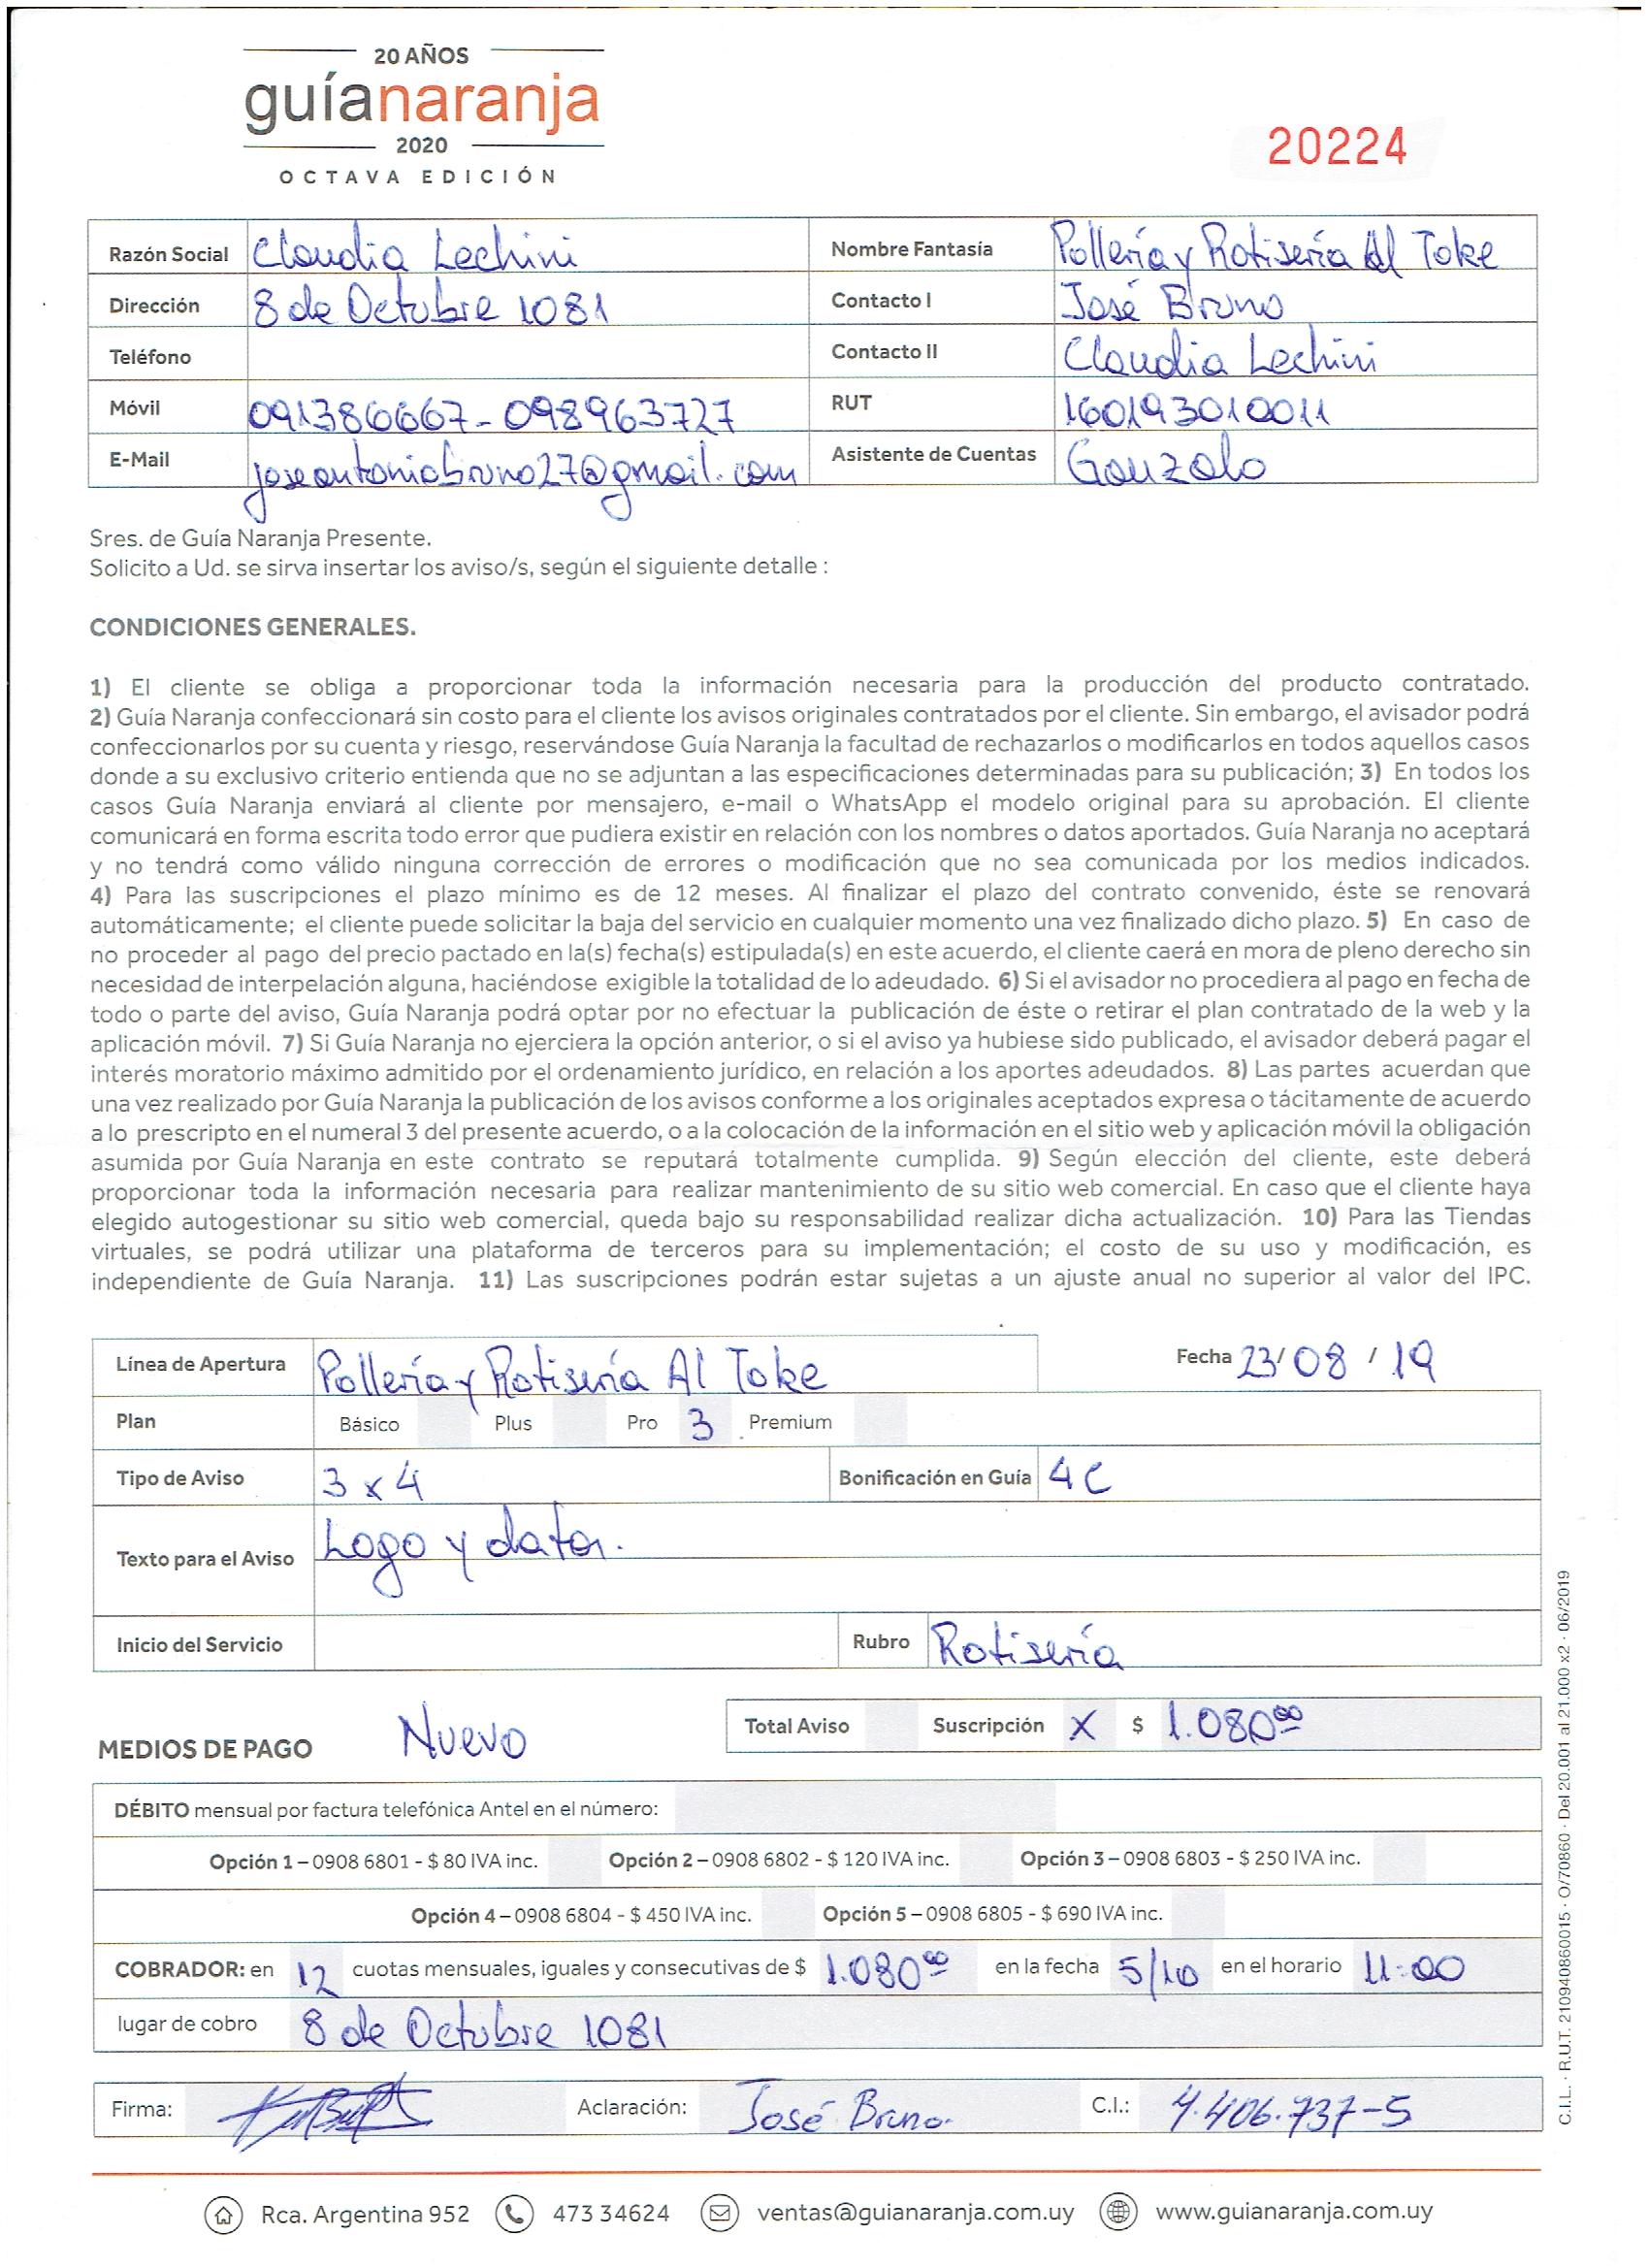 20 AÑOS
guíanaranja
2020
OCTAVA EDICIÓN
20224
Razón Social Claudia Lechini Nombre Fantasía Pollería y Rotisería Al Toke
Dirección 8 de Octubre 1081 Contacto I José Bruno
Teléfono Contacto II Claudia Lechini
Móvil 091386667 - 098963727 RUT 160193010011
E-Mail joseantoniobruno27@gmail.com Asistente de Cuentas Gonzalo
Sres. de Guía Naranja Presente.
Solicito a Ud. se sirva insertar los aviso/s, según el siguiente detalle :
CONDICIONES GENERALES.
1) El cliente se obliga a proporcionar toda la información necesaria para la producción del producto contratado.
2) Guía Naranja confeccionará sin costo para el cliente los avisos originales contratados por el cliente. Sin embargo, el avisador podrá
confeccionarlos por su cuenta y riesgo, reservándose Guía Naranja la facultad de rechazarlos o modificarlos en todos aquellos casos
donde a su exclusivo criterio entienda que no se adjuntan a las especificaciones determinadas para su publicación; 3) En todos los
casos Guía Naranja enviará al cliente por mensajero, e-mail o WhatsApp el modelo original para su aprobación. El cliente
comunicará en forma escrita todo error que pudiera existir en relación con los nombres o datos aportados. Guía Naranja no aceptará
y no tendrá como válido ninguna corrección de errores o modificación que no sea comunicada por los medios indicados.
4) Para las suscripciones el plazo mínimo es de 12 meses. Al finalizar el plazo del contrato convenido, éste se renovará
automáticamente; el cliente puede solicitar la baja del servicio en cualquier momento una vez finalizado dicho plazo. 5) En caso de
no proceder al pago del precio pactado en la(s) fecha(s) estipulada(s) en este acuerdo, el cliente caerá en mora de pleno derecho sin
necesidad de interpelación alguna, haciéndose exigible la totalidad de lo adeudado. 6) Si el avisador no procediera al pago en fecha de
todo o parte del aviso, Guía Naranja podrá optar por no efectuar la publicación de éste o retirar el plan contratado de la web y la
aplicación móvil. 7) Si Guía Naranja no ejerciera la opción anterior, o si el aviso ya hubiese sido publicado, el avisador deberá pagar el
interés moratorio máximo admitido por el ordenamiento jurídico, en relación a los aportes adeudados. 8) Las partes acuerdan que
una vez realizado por Guía Naranja la publicación de los avisos conforme a los originales aceptados expresa o tácitamente de acuerdo
a lo prescripto en el numeral 3 del presente acuerdo, o a la colocación de la información en el sitio web y aplicación móvil la obligación
asumida por Guía Naranja en este contrato se reputará totalmente cumplida. 9) Según elección del cliente, este deberá
proporcionar toda la información necesaria para realizar mantenimiento de su sitio web comercial. En caso que el cliente haya
elegido autogestionar su sitio web comercial, queda bajo su responsabilidad realizar dicha actualización. 10) Para las Tiendas
virtuales, se podrá utilizar una plataforma de terceros para su implementación; el costo de su uso y modificación, es
independiente de Guía Naranja. 11) Las suscripciones podrán estar sujetas a un ajuste anual no superior al valor del IPC.
Línea de Apertura Pollería y Rotisería Al Toke Fecha 23/ 08 / 19
Plan Básico Plus Pro 3 Premium
Tipo de Aviso 3 x 4 Bonificación en Guía 4C
Texto para el Aviso Logo y datos.
Inicio del Servicio Rubro Rotisería
MEDIOS DE PAGO Nuevo Total Aviso Suscripción X $ 1.080⁰⁰
DÉBITO mensual por factura telefónica Antel en el número:
Opción 1 – 0908 6801 - $ 80 IVA inc. Opción 2 – 0908 6802 - $ 120 IVA inc. Opción 3 – 0908 6803 - $ 250 IVA inc.
Opción 4 – 0908 6804 - $ 450 IVA inc. Opción 5 – 0908 6805 - $ 690 IVA inc.
COBRADOR: en 12 cuotas mensuales, iguales y consecutivas de $ 1.080⁰⁰ en la fecha 5/10 en el horario 11:00
lugar de cobro 8 de Octubre 1081
Firma: Aclaración: José Bruno. C.I.: 4.406.737-5
Rca. Argentina 952 473 34624 ventas@guianaranja.com.uy www.guianaranja.com.uy
C.I.L. · R.U.T. 210940860015 · O/70860 · Del 20.001 al 21.000 x2 · 06/2019